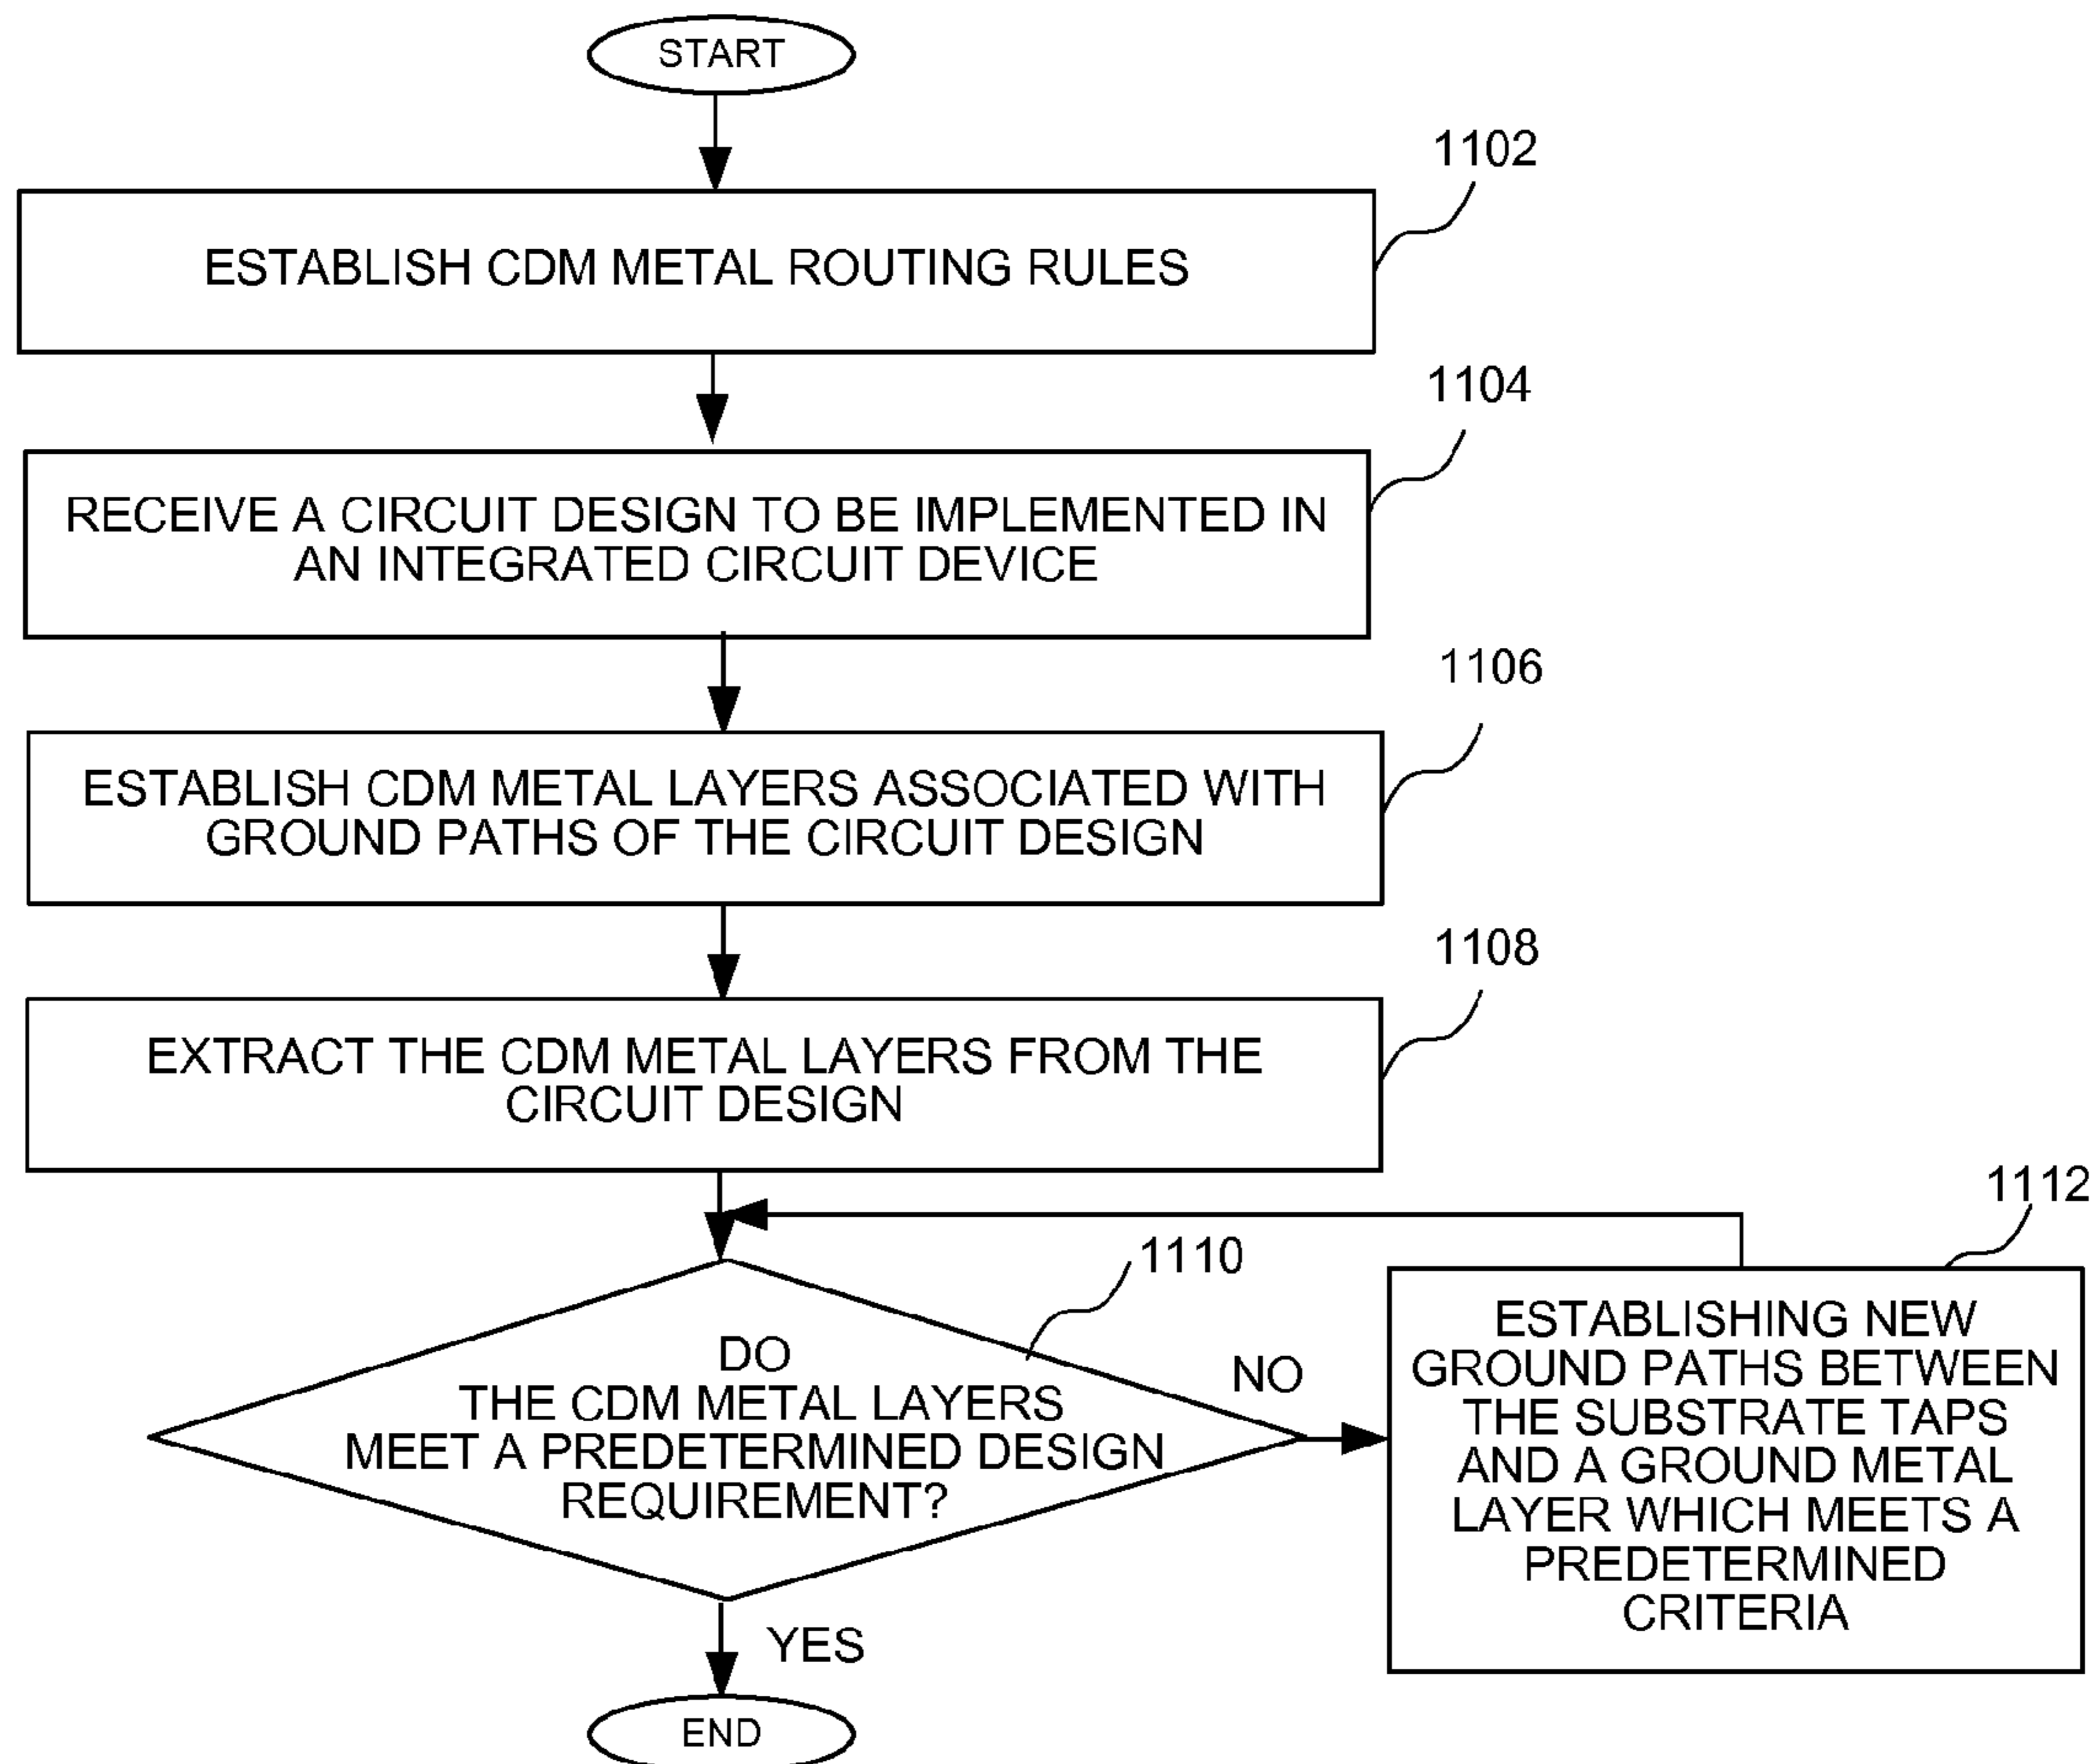 START
1102
ESTABLISH CDM METAL ROUTING RULES
1104
RECEIVE A CIRCUIT DESIGN TO BE IMPLEMENTED IN
AN INTEGRATED CIRCUIT DEVICE
1106
ESTABLISH CDM METAL LAYERS ASSOCIATED WITH
GROUND PATHS OF THE CIRCUIT DESIGN
1108
EXTRACT THE CDM METAL LAYERS FROM THE
CIRCUIT DESIGN
1110
DO
THE CDM METAL LAYERS
MEET A PREDETERMINED DESIGN
REQUIREMENT?
NO
1112
ESTABLISHING NEW
GROUND PATHS BETWEEN
THE SUBSTRATE TAPS
AND A GROUND METAL
LAYER WHICH MEETS A
PREDETERMINED
CRITERIA
YES
END